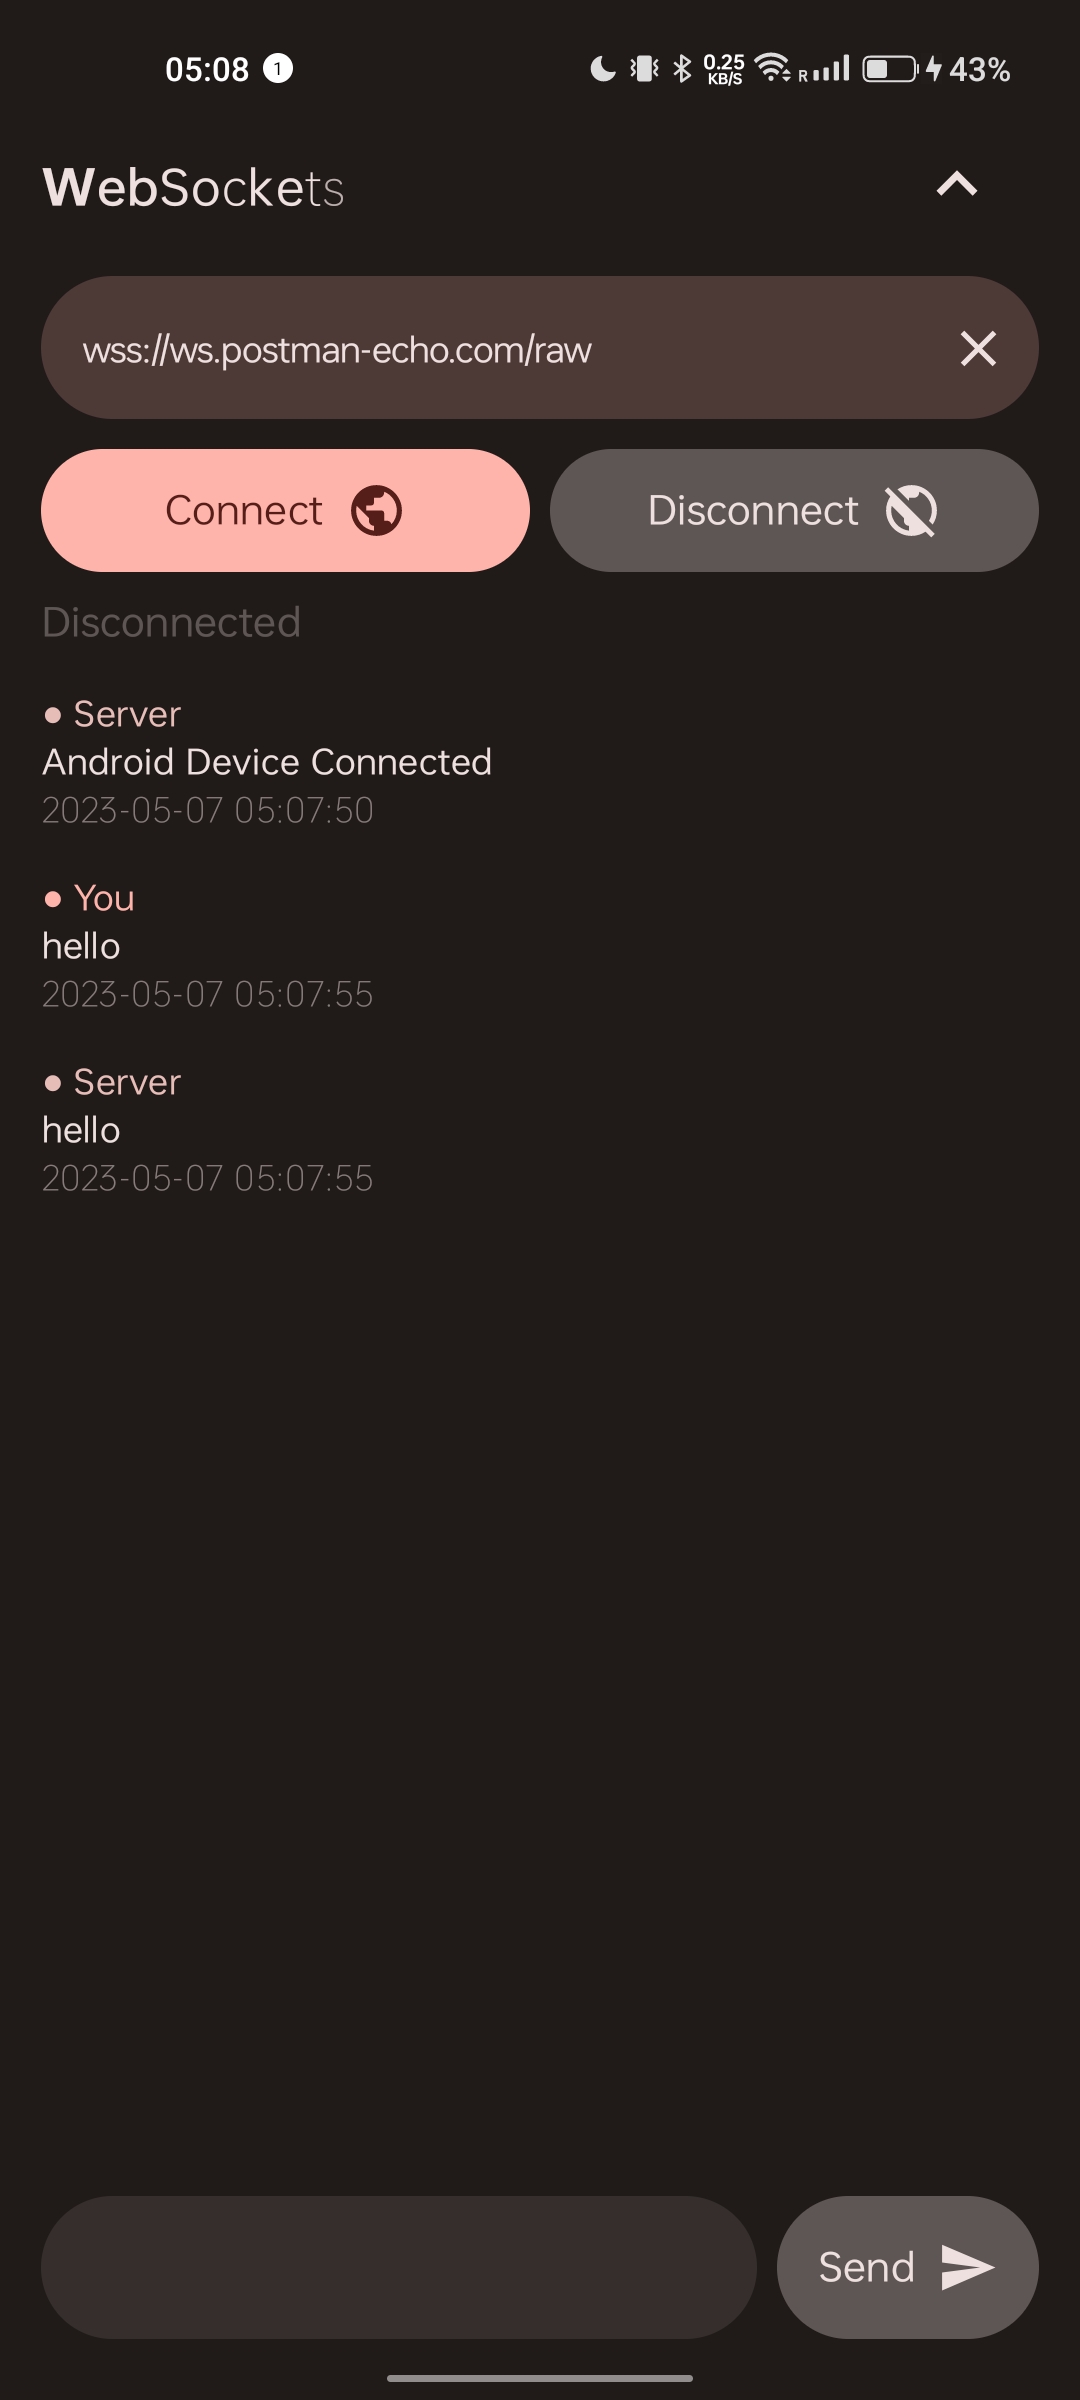 05:08 1 0.25 KB/S R 43%
WebSockets
wss://ws.postman-echo.com/raw
Connect Disconnect
Disconnected
• Server
Android Device Connected
2023-05-07 05:07:50
• You
hello
2023-05-07 05:07:55
• Server
hello
2023-05-07 05:07:55
Send